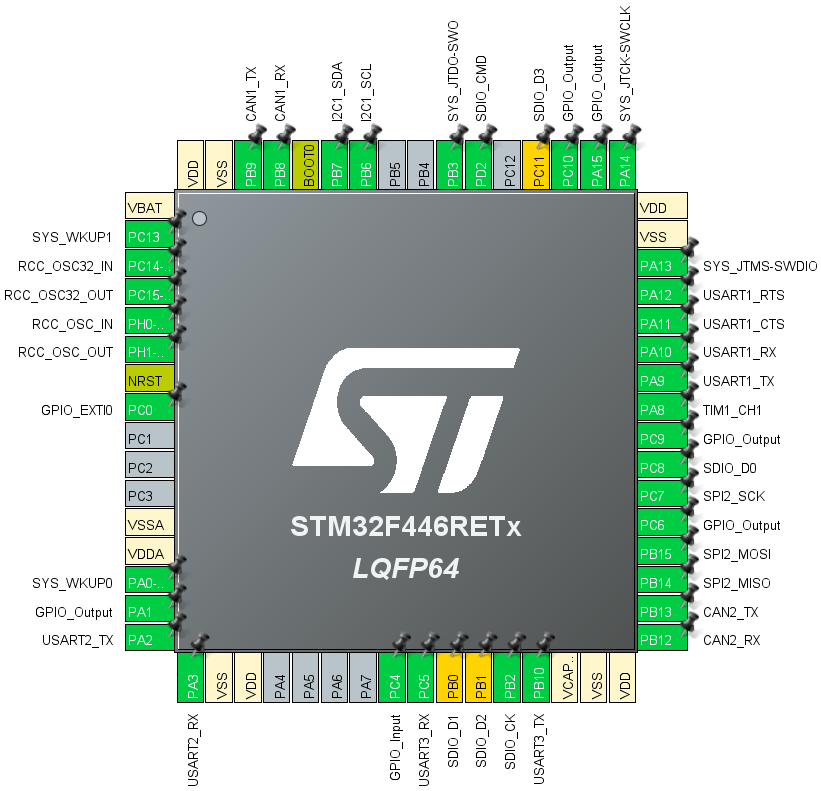 CAN1_TX
CAN1_RX
I2C1_SDA
I2C1_SCL
SYS_JTDO-SWO
SDIO_CMD
SDIO_D3
GPIO_Output
GPIO_Output
SYS_JTCK-SWCLK
VDD
VSS
PB9
PB8
BOOT0
PB7
PB6
PB5
PB4
PB3
PD2
PC12
PC11
PC10
PA15
PA14
VBAT
SYS_WKUP1 PC13
RCC_OSC32_IN PC14-..
RCC_OSC32_OUT PC15-..
RCC_OSC_IN PH0-..
RCC_OSC_OUT PH1-..
NRST
GPIO_EXTI0 PC0
PC1
PC2
PC3
VSSA
VDDA
SYS_WKUP0 PA0-..
GPIO_Output PA1
USART2_TX PA2
ST
STM32F446RETx
LQFP64
VDD
VSS
PA13 SYS_JTMS-SWDIO
PA12 USART1_RTS
PA11 USART1_CTS
PA10 USART1_RX
PA9 USART1_TX
PA8 TIM1_CH1
PC9 GPIO_Output
PC8 SDIO_D0
PC7 SPI2_SCK
PC6 GPIO_Output
PB15 SPI2_MOSI
PB14 SPI2_MISO
PB13 CAN2_TX
PB12 CAN2_RX
PA3
VSS
VDD
PA4
PA5
PA6
PA7
PC4
PC5
PB0
PB1
PB2
PB10
VCAP..
VSS
VDD
USART2_RX
GPIO_Input
USART3_RX
SDIO_D1
SDIO_D2
SDIO_CK
USART3_TX